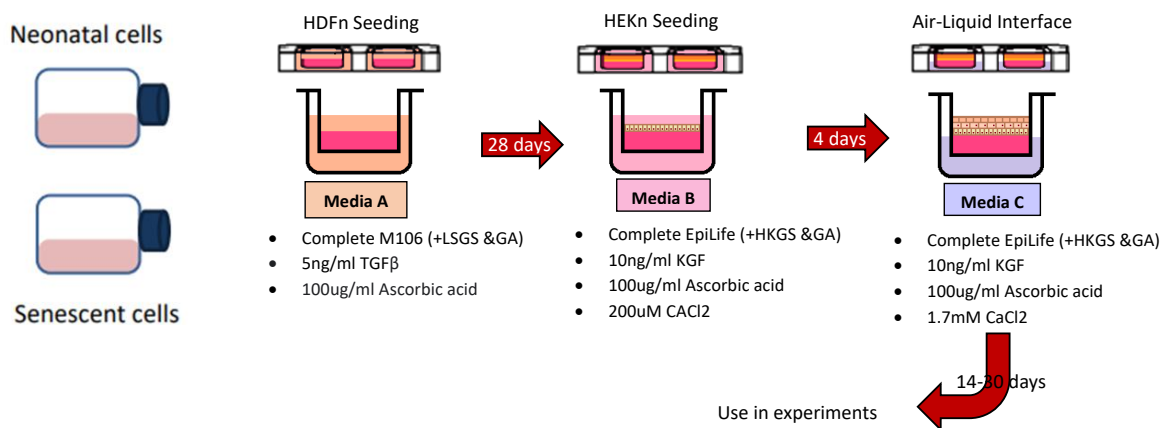 Neonatal cells
Senescent cells
HDFn Seeding
28 days
Media A
• Complete M106 (+LSGS &GA)
• 5ng/ml TGFβ
• 100ug/ml Ascorbic acid
HEKn Seeding
4 days
Media B
• Complete EpiLife (+HKGS &GA)
• 10ng/ml KGF
• 100ug/ml Ascorbic acid
• 200uM CACl2
Air-Liquid Interface
Media C
• Complete EpiLife (+HKGS &GA)
• 10ng/ml KGF
• 100ug/ml Ascorbic acid
• 1.7mM CaCl2
14-30 days
Use in experiments